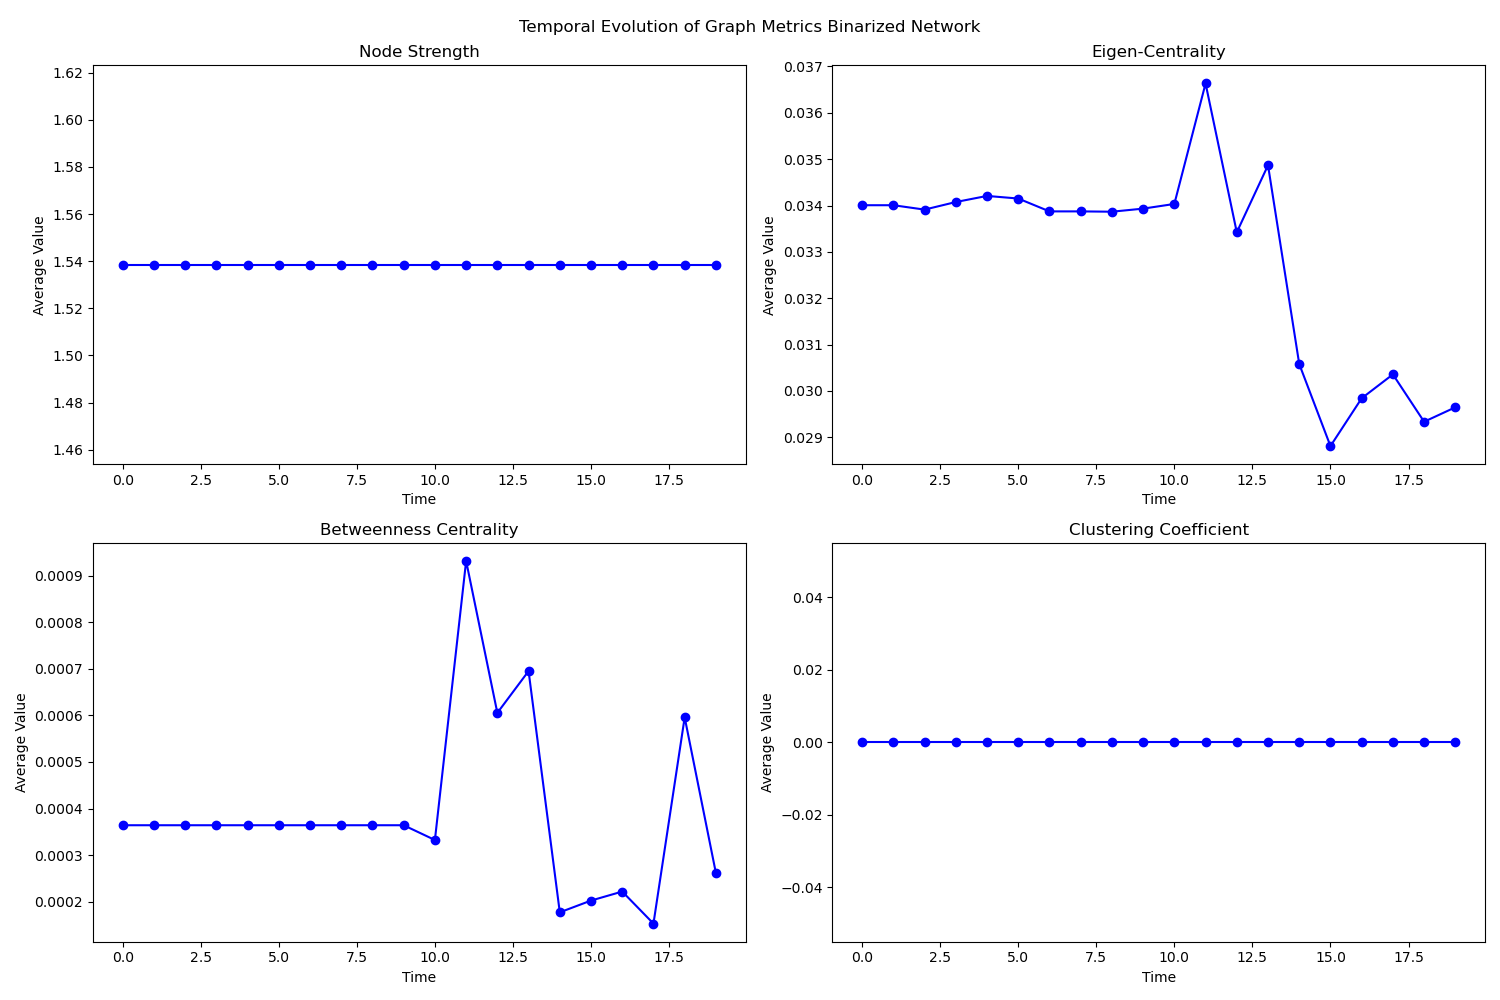 Temporal Evolution of Graph Metrics Binarized Network
Node Strength
1.62
1.60
1.58
1.56
1.54
1.52
1.50
1.48
1.46
Average Value
0.0 2.5 5.0 7.5 10.0 12.5 15.0 17.5
Time
Eigen-Centrality
0.037
0.036
0.035
0.034
0.033
0.032
0.031
0.030
0.029
Average Value
0.0 2.5 5.0 7.5 10.0 12.5 15.0 17.5
Time
Betweenness Centrality
0.0009
0.0008
0.0007
0.0006
0.0005
0.0004
0.0003
0.0002
Average Value
0.0 2.5 5.0 7.5 10.0 12.5 15.0 17.5
Time
Clustering Coefficient
0.04
0.02
0.00
−0.02
−0.04
Average Value
0.0 2.5 5.0 7.5 10.0 12.5 15.0 17.5
Time